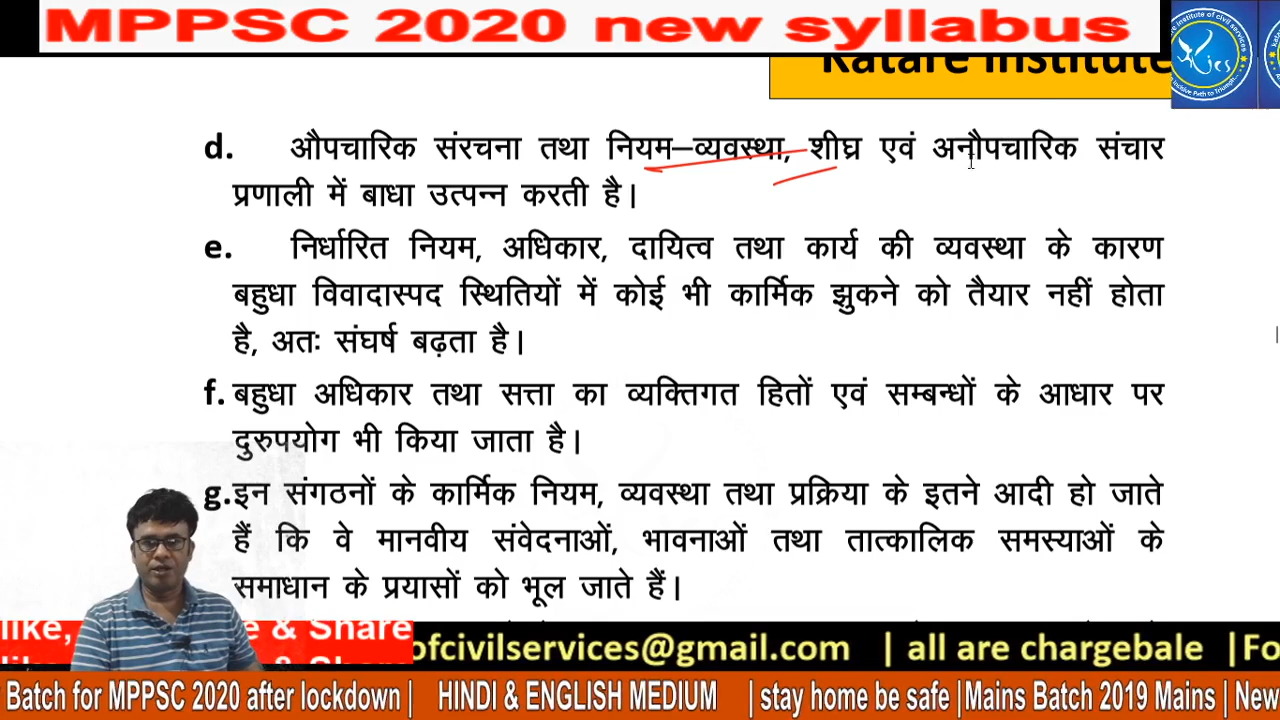 MPPSC 2020 new syllabus
Katare Institute
d. औपचारिक संरचना तथा नियम–व्यवस्था, शीघ्र एवं अनौपचारिक संचार
प्रणाली में बाधा उत्पन्न करती है।
e. निर्धारित नियम, अधिकार, दायित्व तथा कार्य की व्यवस्था के कारण
बहुधा विवादास्पद स्थितियों में कोई भी कार्मिक झुकने को तैयार नहीं होता
है, अतः संघर्ष बढ़ता है।
f. बहुधा अधिकार तथा सत्ता का व्यक्तिगत हितों एवं सम्बन्धों के आधार पर
दुरुपयोग भी किया जाता है।
g. इन संगठनों के कार्मिक नियम, व्यवस्था तथा प्रक्रिया के इतने आदी हो जाते
हैं कि वे मानवीय संवेदनाओं, भावनाओं तथा तात्कालिक समस्याओं के
समाधान के प्रयासों को भूल जाते हैं।
like, e & Share
ofcivilservices@gmail.com | all are chargebale | Fo
Batch for MPPSC 2020 after lockdown | HINDI & ENGLISH MEDIUM | stay home be safe | Mains Batch 2019 Mains | New